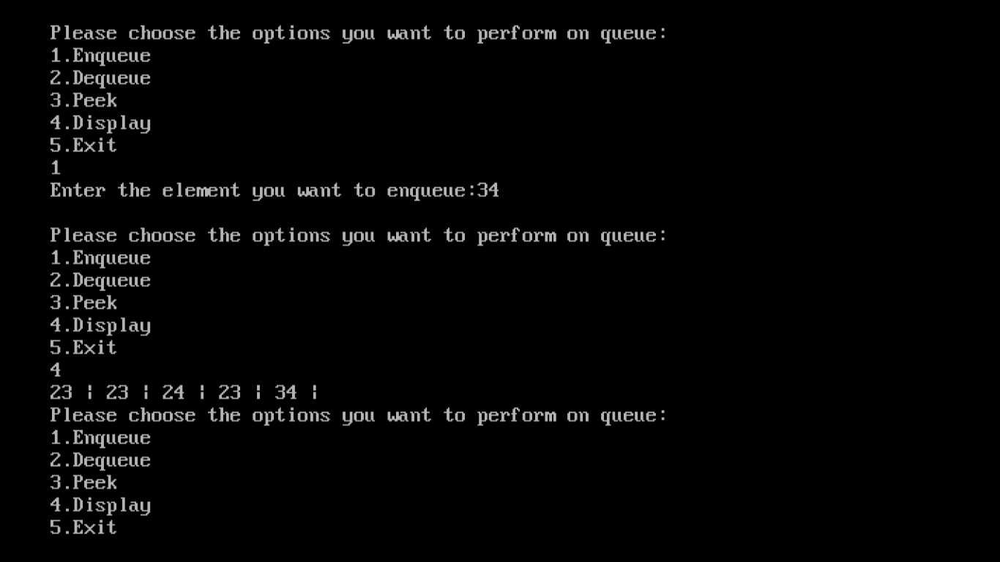 Please choose the options you want to perform on queue:
1.Enqueue
2.Dequeue
3.Peek
4.Display
5.Exit
1
Enter the element you want to enqueue:34
Please choose the options you want to perform on queue:
1.Enqueue
2.Dequeue
3.Peek
4.Display
5.Exit
4
23 | 23 | 24 | 23 | 34 |
Please choose the options you want to perform on queue:
1.Enqueue
2.Dequeue
3.Peek
4.Display
5.Exit